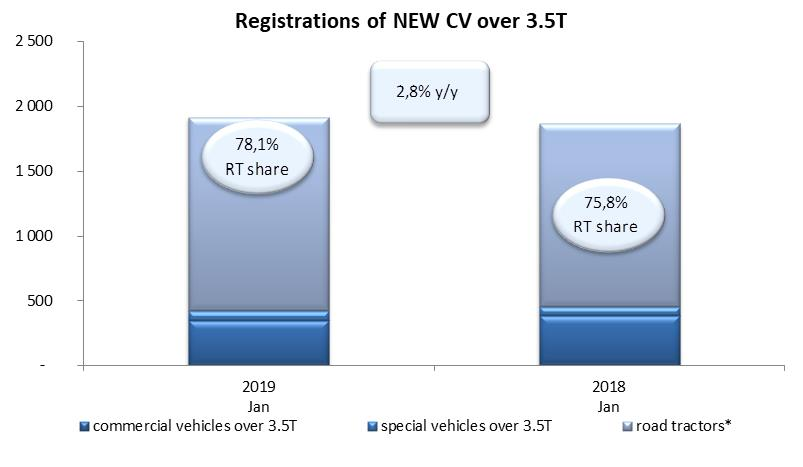 Registrations of NEW CV over 3.5T
2 500
2 000
1 500
1 000
500
-
2,8% y/y
78,1%
RT share
75,8%
RT share
2019
Jan
2018
Jan
commercial vehicles over 3.5T
special vehicles over 3.5T
road tractors*